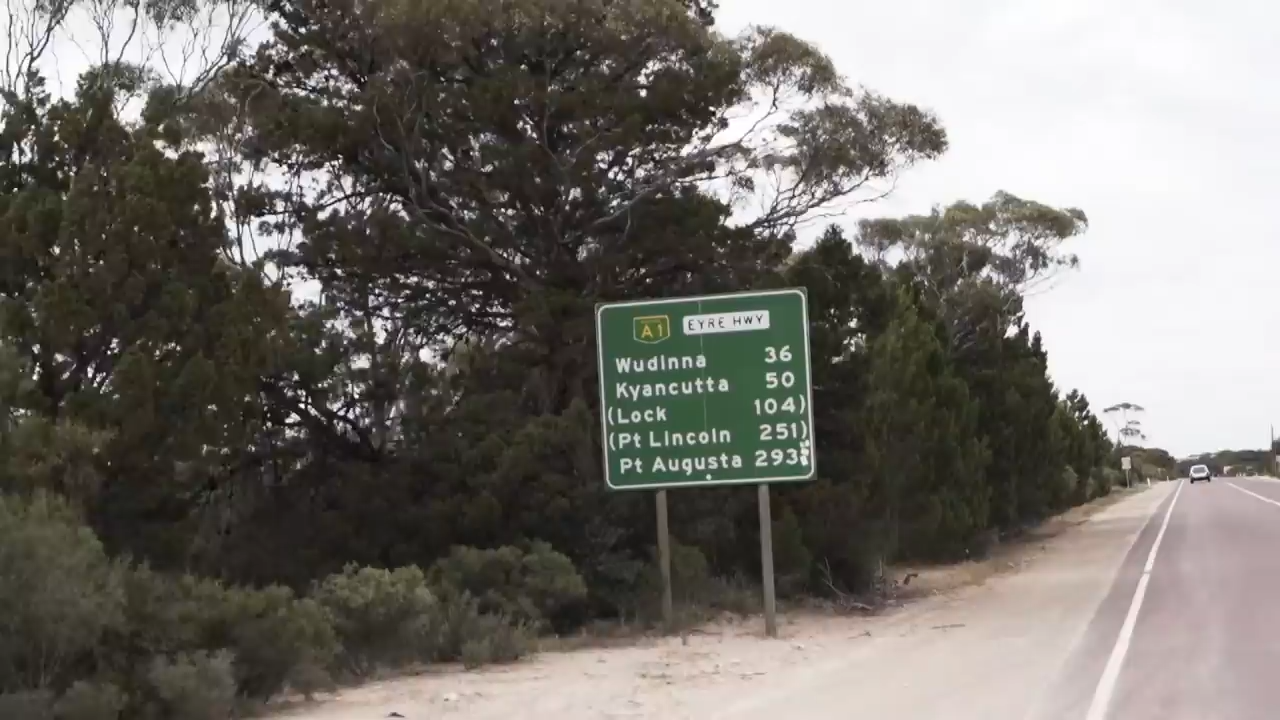 A1 EYRE HWY
Wudinna 36
Kyancutta 50
(Lock 104)
(Pt Lincoln 251)
Pt Augusta 293